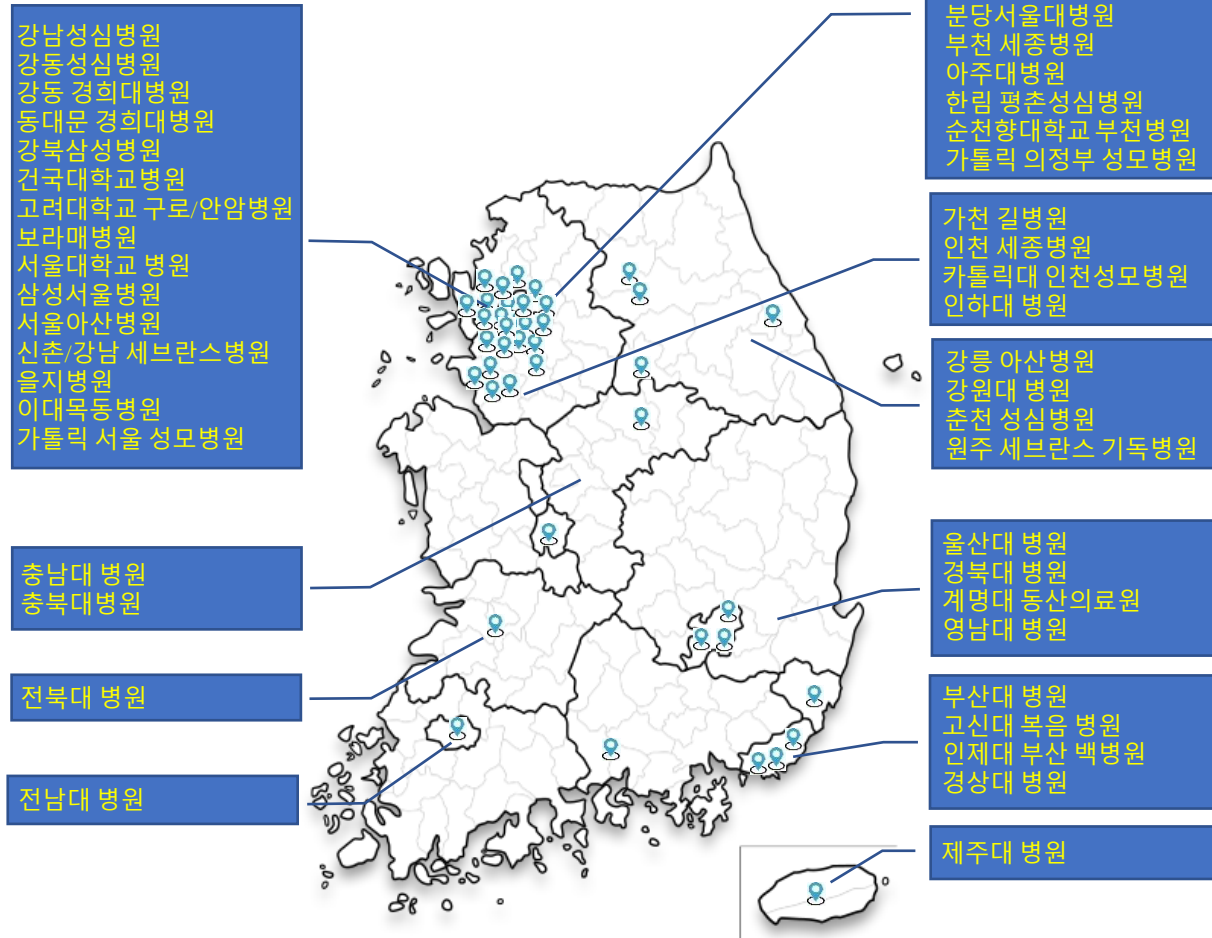 강남성심병원
강동성심병원
강동 경희대병원
동대문 경희대병원
강북삼성병원
건국대학교병원
고려대학교 구로/안암병원
보라매병원
서울대학교 병원
삼성서울병원
서울아산병원
신촌/강남 세브란스병원
을지병원
이대목동병원
가톨릭 서울 성모병원
충남대 병원
충북대병원
전북대 병원
전남대 병원
분당서울대병원
부천 세종병원
아주대병원
한림 평촌성심병원
순천향대학교 부천병원
가톨릭 의정부 성모병원
가천 길병원
인천 세종병원
카톨릭대 인천성모병원
인하대 병원
강릉 아산병원
강원대 병원
춘천 성심병원
원주 세브란스 기독병원
울산대 병원
경북대 병원
계명대 동산의료원
영남대 병원
부산대 병원
고신대 복음 병원
인제대 부산 백병원
경상대 병원
제주대 병원